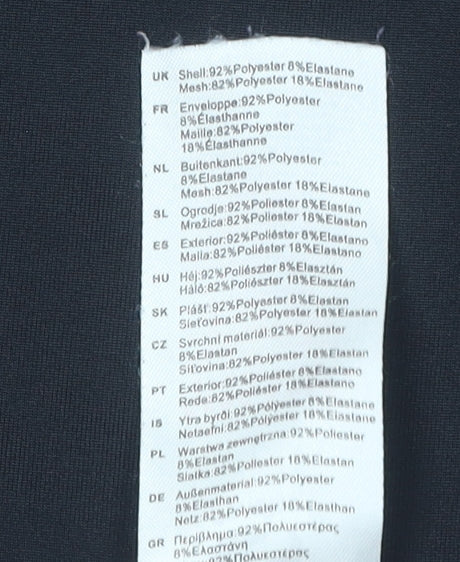 UK Shell:92%Polyester 8%Elastane
Mesh:82%Polyester 18%Elastane
FR Enveloppe:92%Polyester
8%Élasthanne
Maille:82%Polyester
18%Élasthanne
NL Buitenkant:92%Polyester
8%Elastane
Mesh:82%Polyester 18%Elastane
SL Ogrodje:92%Poliester 8%Elastan
Mrežica:82%Poliester 18%Elastan
ES Exterior:92%Poliéster 8%Elastano
Malla:82%Poliéster 18%Elastano
HU Héj:92%Poliészter 8%Elasztán
Háló:82%Poliészter 18%Elasztán
SK Plášť:92%Polyester 8%Elastan
Sieťovina:82%Polyester 18%Elastan
CZ Svrchní materiál:92%Polyester
8%Elastan
Síťovina:82%Polyester 18%Elastan
PT Exterior:92%Poliéster 8%Elastano
Rede:82%Poliéster 18%Elastano
IS Ytra byrði:92%Pólýester 8%Elastane
Netaefni:82%Pólýester 18%Elastane
PL Warstwa zewnętrzna:92%Poliester
8%Elastan
Siatka:82%Poliester 18%Elastan
DE Außenmaterial:92%Polyester
8%Elasthan
Netz:82%Polyester 18%Elasthan
GR Περίβλημα:92%Πολυεστέρας
8%Ελαστάνη
82%Πολυεστέρας